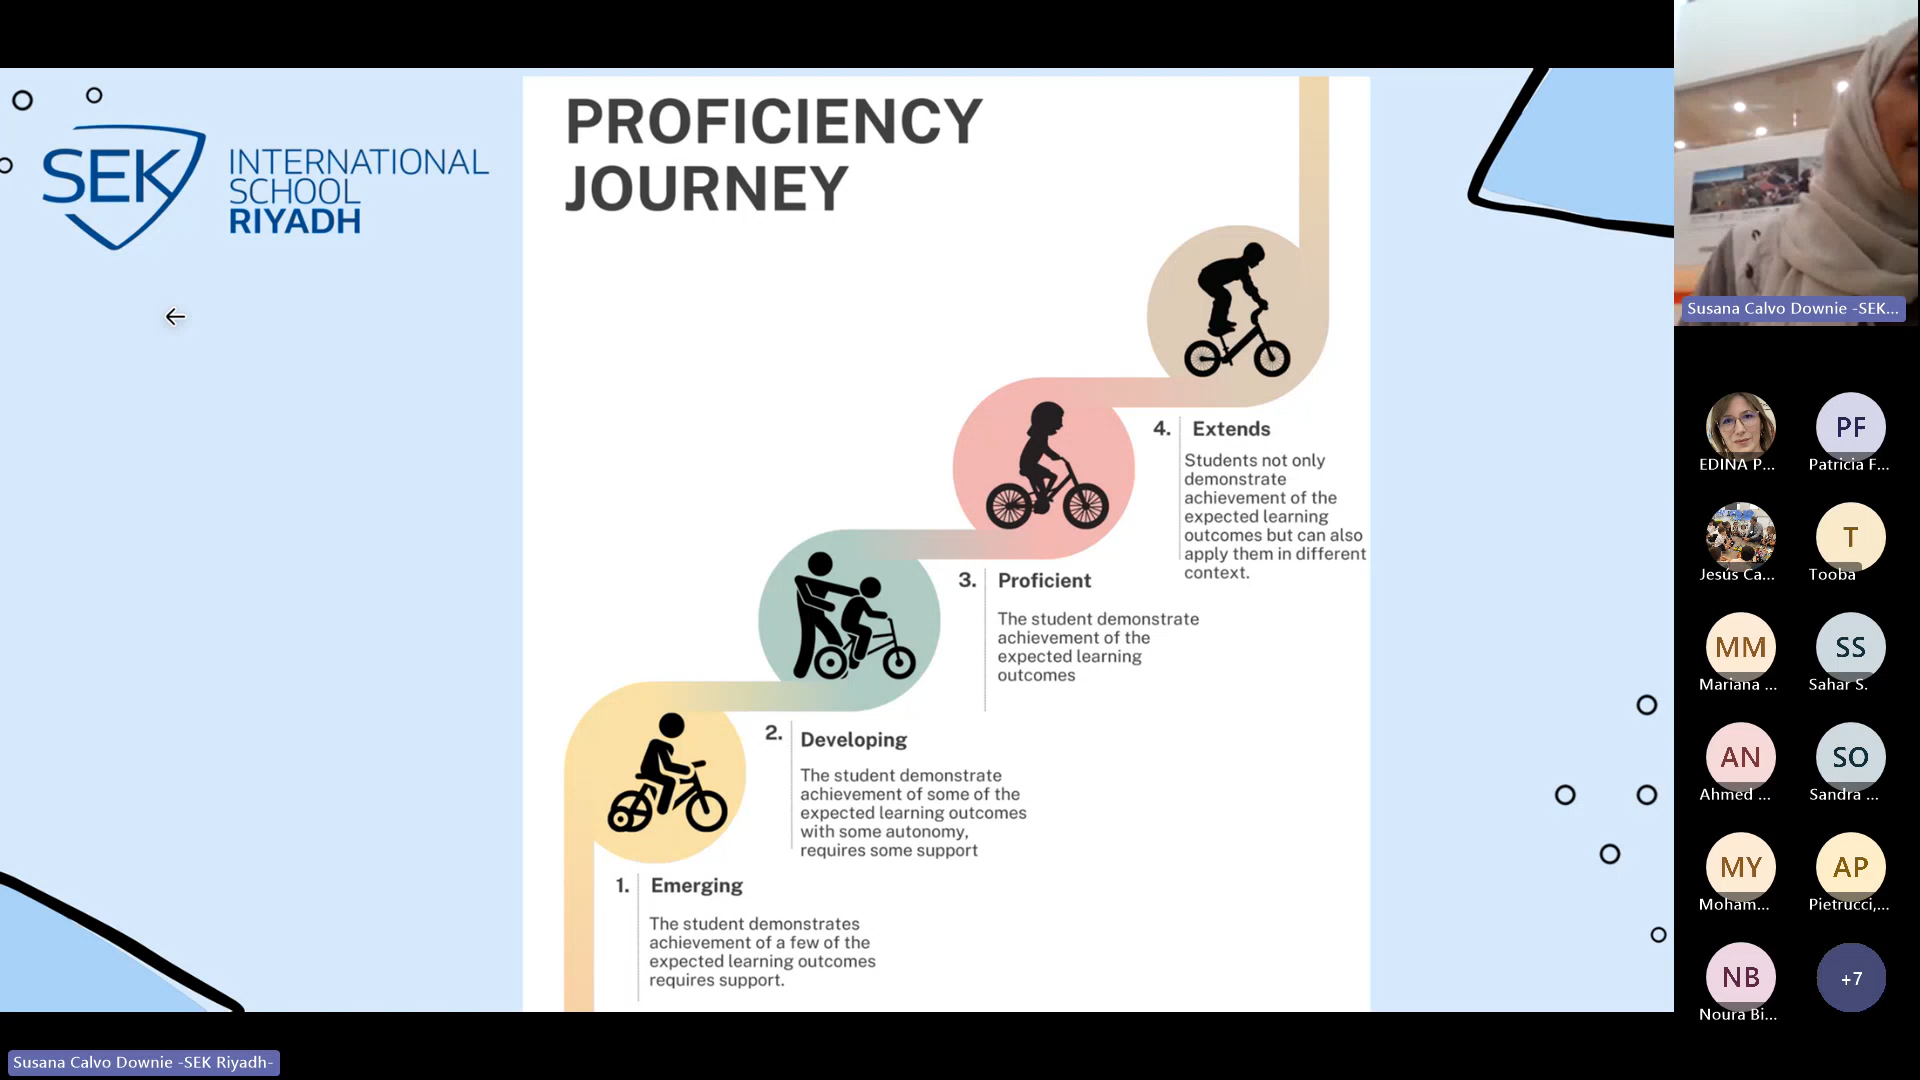 SEK
INTERNATIONAL
SCHOOL
RIYADH
PROFICIENCY
JOURNEY
4. Extends
Students not only
demonstrate
achievement of the
expected learning
outcomes but can also
apply them in different
context.
3. Proficient
The student demonstrate
achievement of the
expected learning
outcomes
2. Developing
The student demonstrate
achievement of some of the
expected learning outcomes
with some autonomy,
requires some support
1. Emerging
The student demonstrates
achievement of a few of the
expected learning outcomes
requires support.
Susana Calvo Downie -SEK...
EDINA P...
PF
Patricia F...
Jesús Ca...
T
Tooba
MM
Mariana ...
SS
Sahar S.
AN
Ahmed ...
SO
Sandra ...
MY
Moham...
AP
Pietrucci,...
NB
Noura Bi...
+7
Susana Calvo Downie -SEK Riyadh-